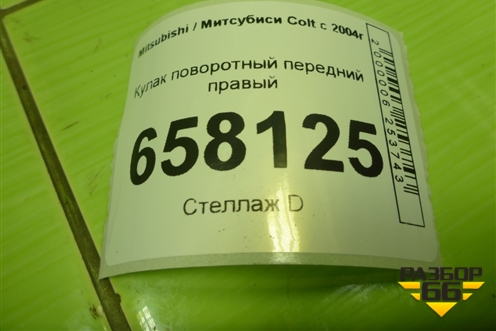 Mitsubishi / Митсубиси Colt с 2004г
Кулак поворотный передний
правый
658125
Стеллаж D
2000006253743
РАЗБОР
66